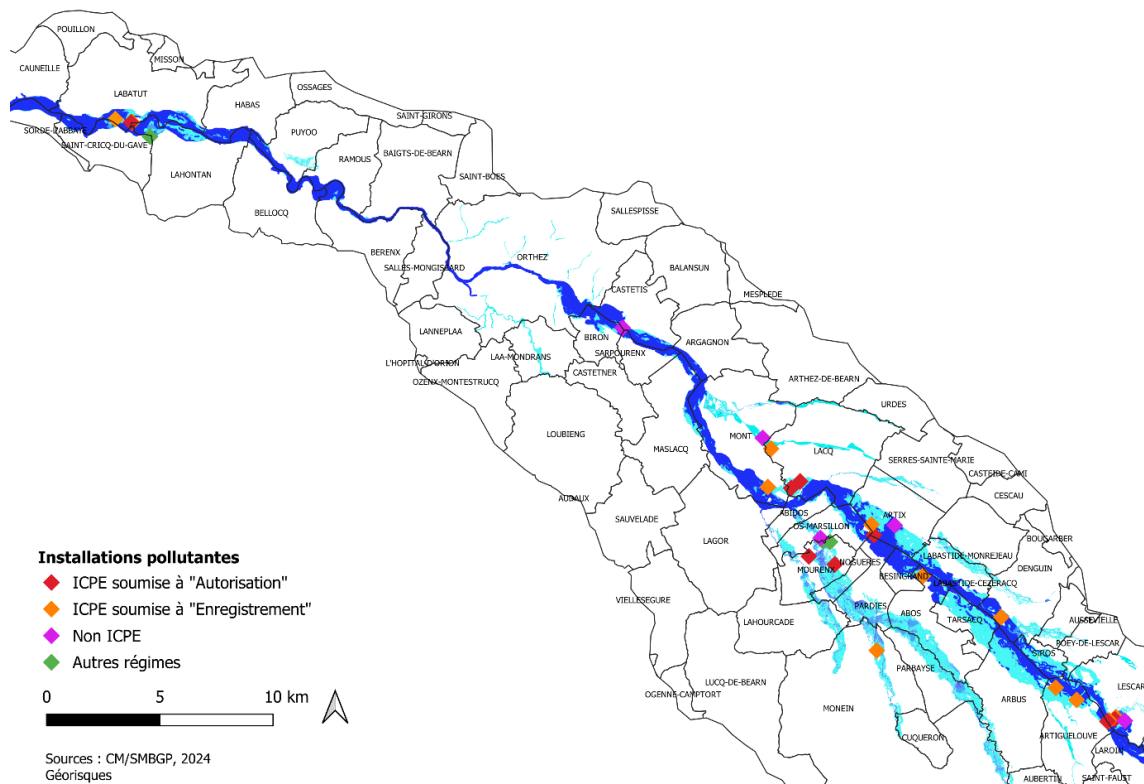 POUILLON
CAUNEILLE
MISSON
LABATUT
OSSAGES
HABAS
SAINT-GIRONS
PUYOO
SORDE-L'ABBAYE
SAINT-CRICQ-DU-GAVE
RAMOUS
BAIGTS-DE-BEARN
SAINT-BOES
LAHONTAN
BELLOCQ
SALLESPISSE
BERENX
ORTHEZ
SALLES-MONGISCARD
BALANSUN
CASTETIS
MESPLEDE
LANNEPLAA
BIRON
ARGAGNON
SARPOURENX
LAA-MONDRANS
L'HOPITAL-D'ORION
CASTETNER
OZENX-MONTESTRUCQ
ARTHEZ-DE-BEARN
URDES
LOUBIENG
MONT
MASLACQ
LACQ
SERRES-SAINTE-MARIE
CASTEIDE-CAMI
AUDAUX
CESCAU
SAUVELADE
ABIDOS
ARTIX
OS-MARSILLON
LAGOR
BOUGARBER
LABASTIDE-MONREJEAU
NOGUERES
DENGUIN
MOURENX
BESINGRAND
LABASTIDE-CEZERACQ
VIELLESEGURE
PARDIES
ABOS
TARSACQ
AUSSEVIELLE
LAHOURCADE
POEY-DE-LESCAR
SIROS
PARBAYSE
LUCQ-DE-BEARN
LESCAR
OGENNE-CAMPTORT
ARBUS
MONEIN
ARTIGUELOUVE
CUQUERON
LAROIN
AUBERTIN
SAINT-FAUST
Installations pollutantes
ICPE soumise à "Autorisation"
ICPE soumise à "Enregistrement"
Non ICPE
Autres régimes
0 5 10 km
Sources : CM/SMBGP, 2024
Géorisques